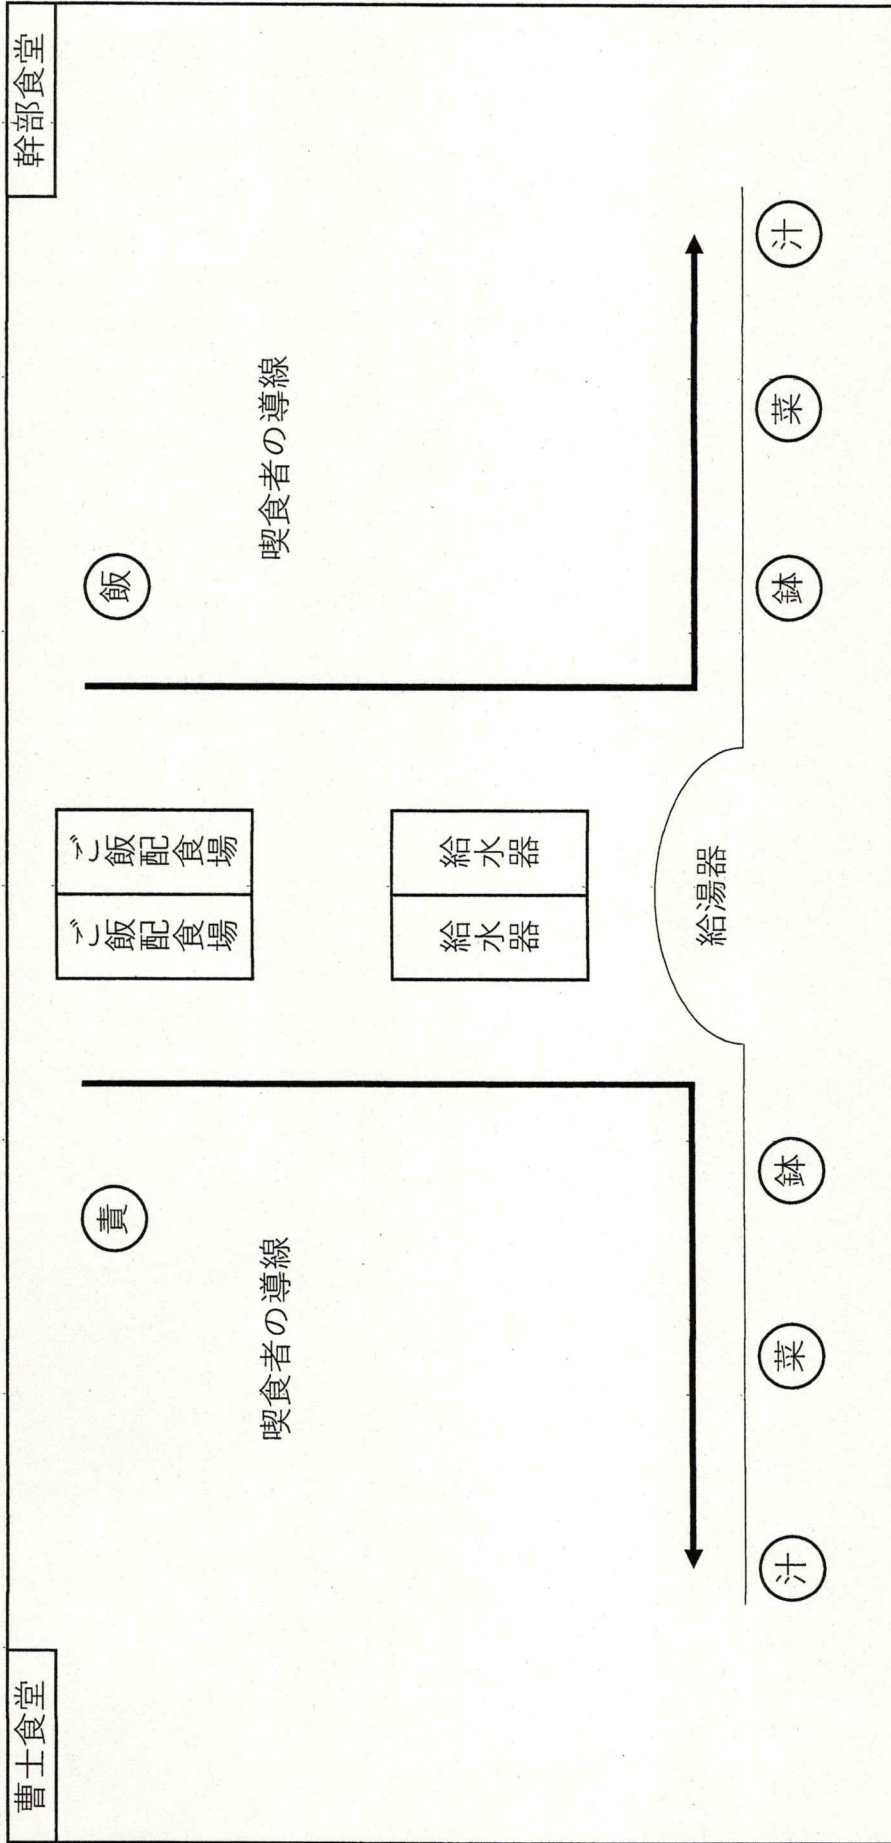 曹士食堂
幹部食堂
責
飯
ご飯配食場
ご飯配食場
喫食者の導線
喫食者の導線
給水器
給水器
給湯器
汁
菜
鉢
鉢
菜
汁